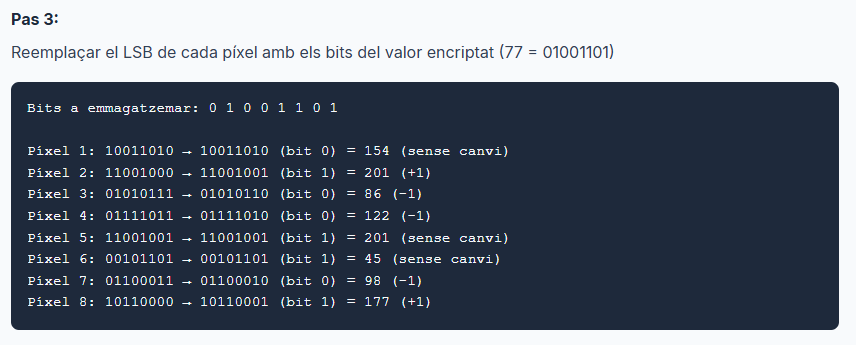 Pas 3:
Reemplaçar el LSB de cada píxel amb els bits del valor encriptat (77 = 01001101)
Bits a emmagatzemar: 0 1 0 0 1 1 0 1
Píxel 1: 10011010 → 10011010 (bit 0) = 154 (sense canvi)
Píxel 2: 11001000 → 11001001 (bit 1) = 201 (+1)
Píxel 3: 01010111 → 01010110 (bit 0) = 86 (-1)
Píxel 4: 01111011 → 01111010 (bit 0) = 122 (-1)
Píxel 5: 11001001 → 11001001 (bit 1) = 201 (sense canvi)
Píxel 6: 00101101 → 00101101 (bit 1) = 45 (sense canvi)
Píxel 7: 01100011 → 01100010 (bit 0) = 98 (-1)
Píxel 8: 10110000 → 10110001 (bit 1) = 177 (+1)